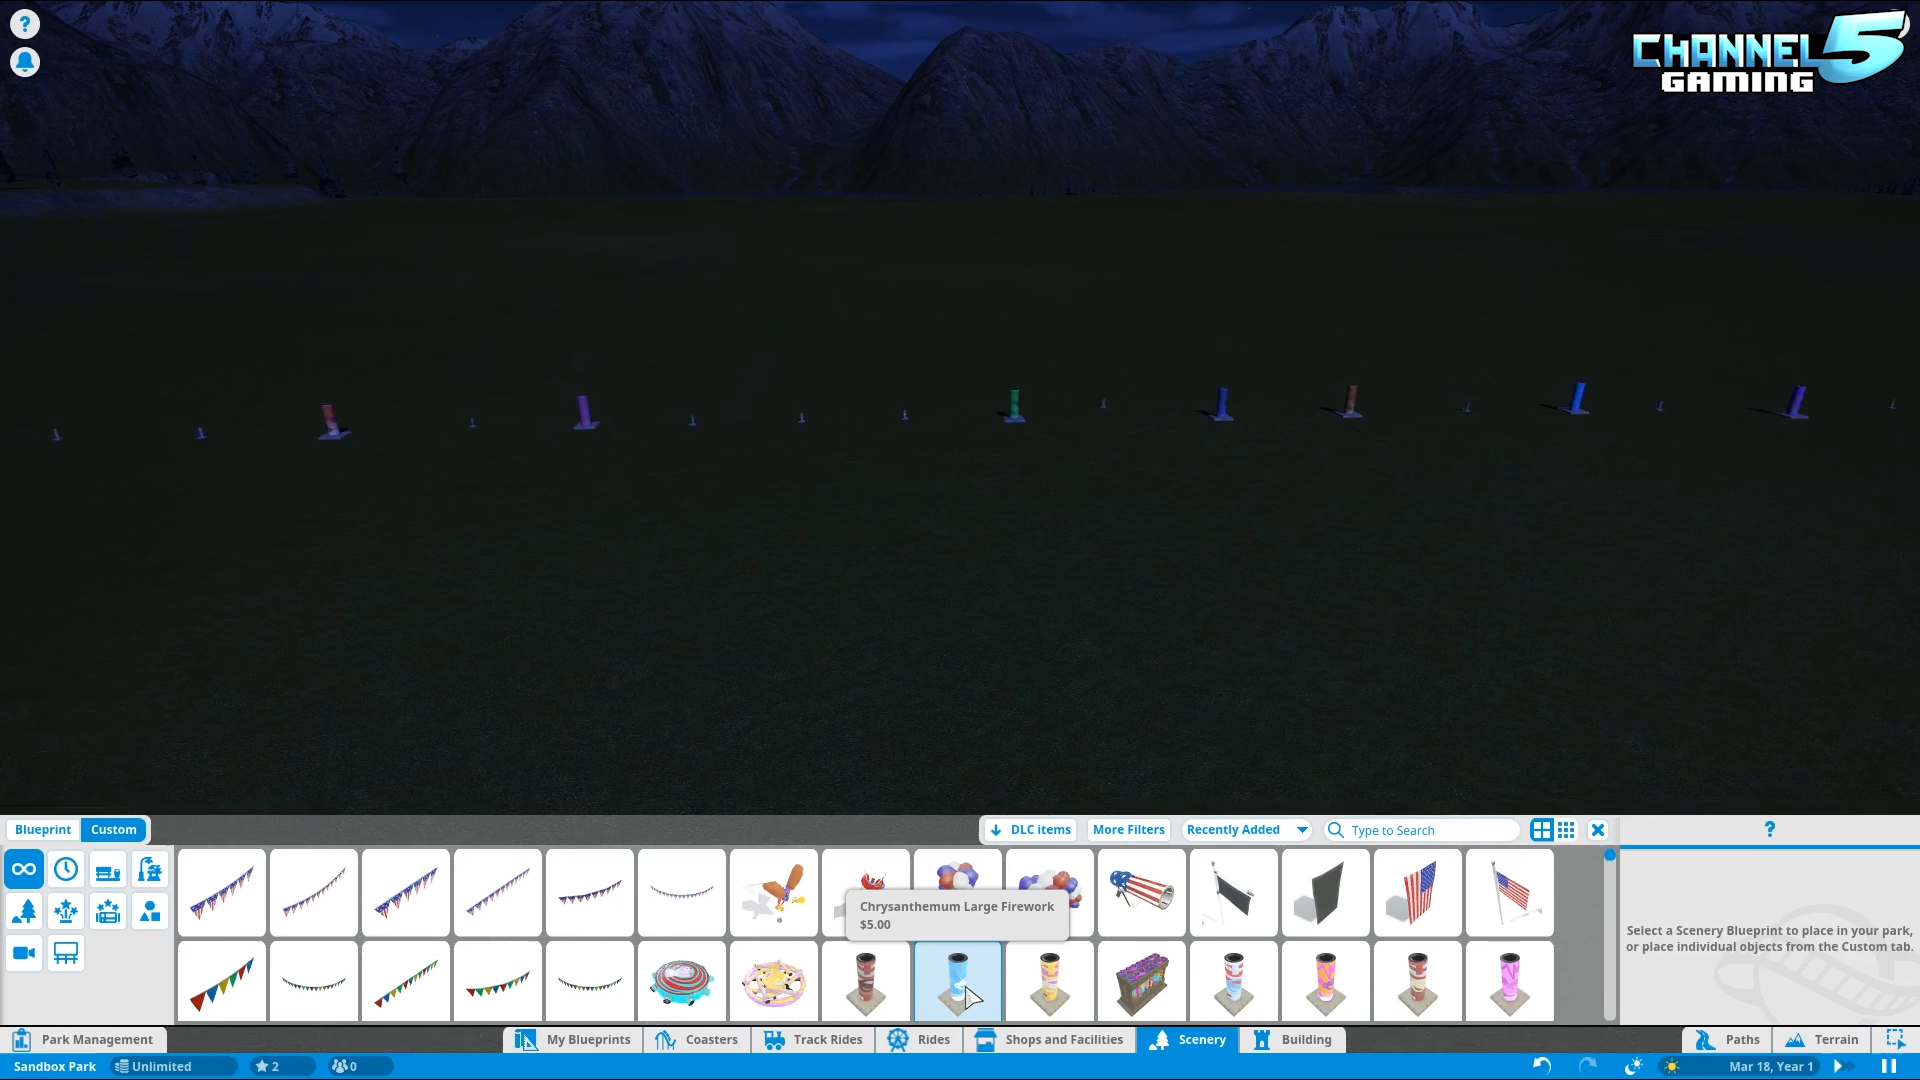 ?
CHANNEL 5
GAMING
Blueprint
Custom
DLC items
More Filters
Recently Added
Type to Search
?
Chrysanthemum Large Firework
$5.00
Select a Scenery Blueprint to place in your park,
or place individual objects from the Custom tab.
Park Management
My Blueprints
Coasters
Track Rides
Rides
Shops and Facilities
Scenery
Building
Paths
Terrain
Sandbox Park
Unlimited
2
0
Mar 18, Year 1